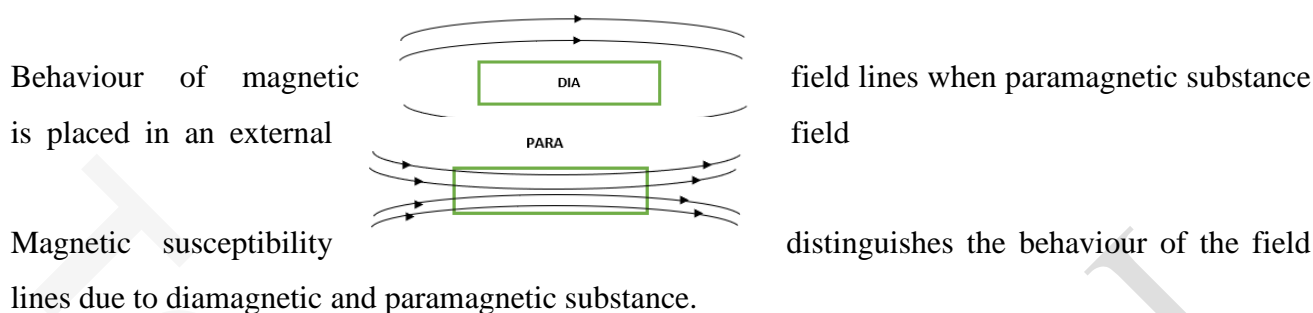 DIA
Behaviour of magnetic field lines when paramagnetic substance
is placed in an external field
PARA
Magnetic susceptibility distinguishes the behaviour of the field
lines due to diamagnetic and paramagnetic substance.